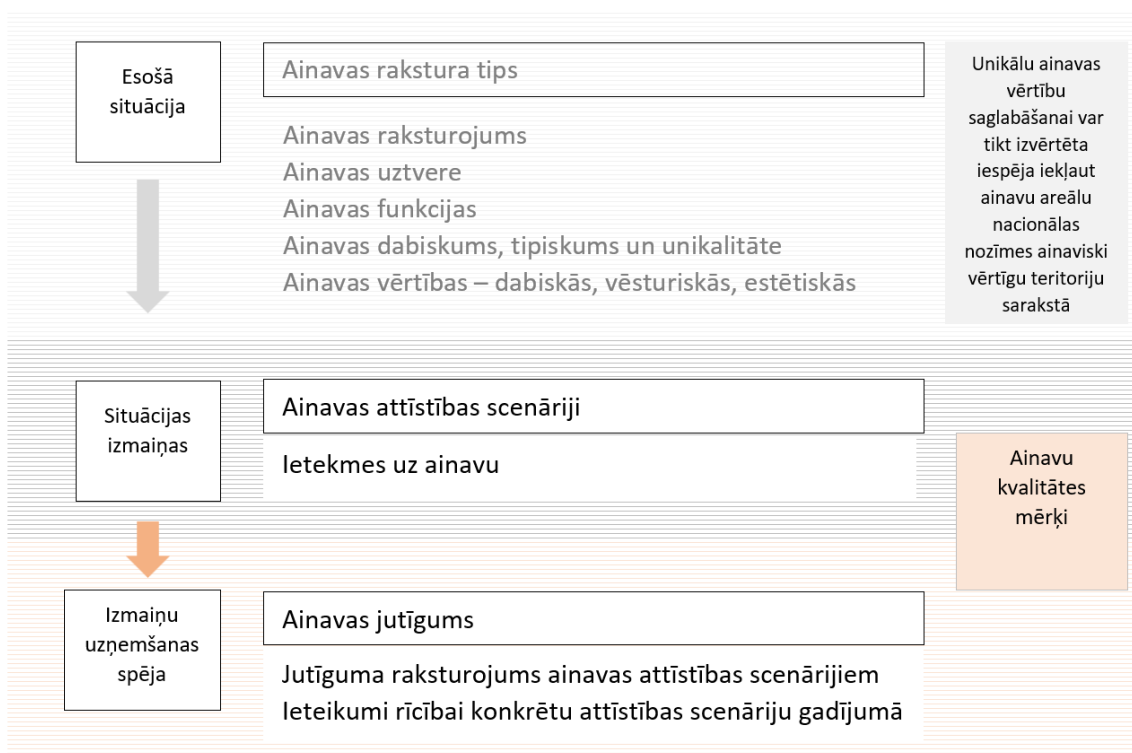 Esošā
situācija
Ainavas rakstura tips
Ainavas raksturojums
Ainavas uztvere
Ainavas funkcijas
Ainavas dabiskums, tipiskums un unikalitāte
Ainavas vērtības – dabiskās, vēsturiskās, estētiskās
Unikālu ainavas
vērtību
saglabāšanai var
tikt izvērtēta
iespēja iekļaut
ainavu areālu
nacionālas
nozīmes ainaviski
vērtīgu teritoriju
sarakstā
Situācijas
izmaiņas
Ainavas attīstības scenāriji
Ietekmes uz ainavu
Ainavu
kvalitātes
mērķi
Izmaiņu
uzņemšanas
spēja
Ainavas jutīgums
Jutīguma raksturojums ainavas attīstības scenārijiem
Ieteikumi rīcībai konkrētu attīstības scenāriju gadījumā